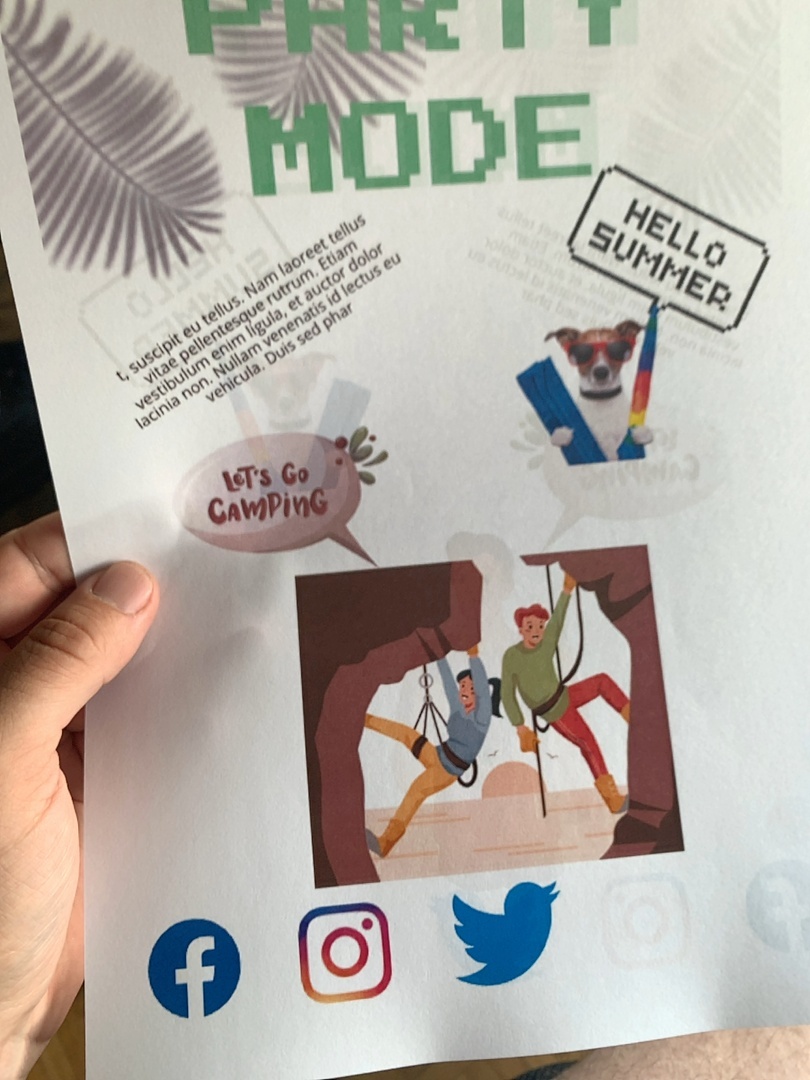 PARTY
MODE
HELLO
SUMMER
t, suscipit eu tellus. Nam laoreet tellus
vitae pellentesque rutrum. Etiam
vestibulum enim ligula, et auctor dolor
lacinia non. Nullam venenatis id lectus eu
vehicula. Duis sed phar
LET'S GO
CAMPING